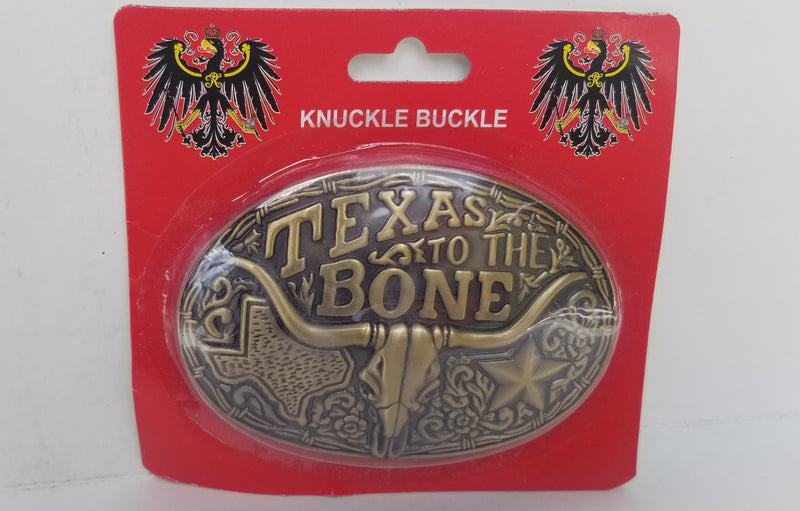 KNUCKLE BUCKLE
TEXAS
TO THE
BONE
R
R